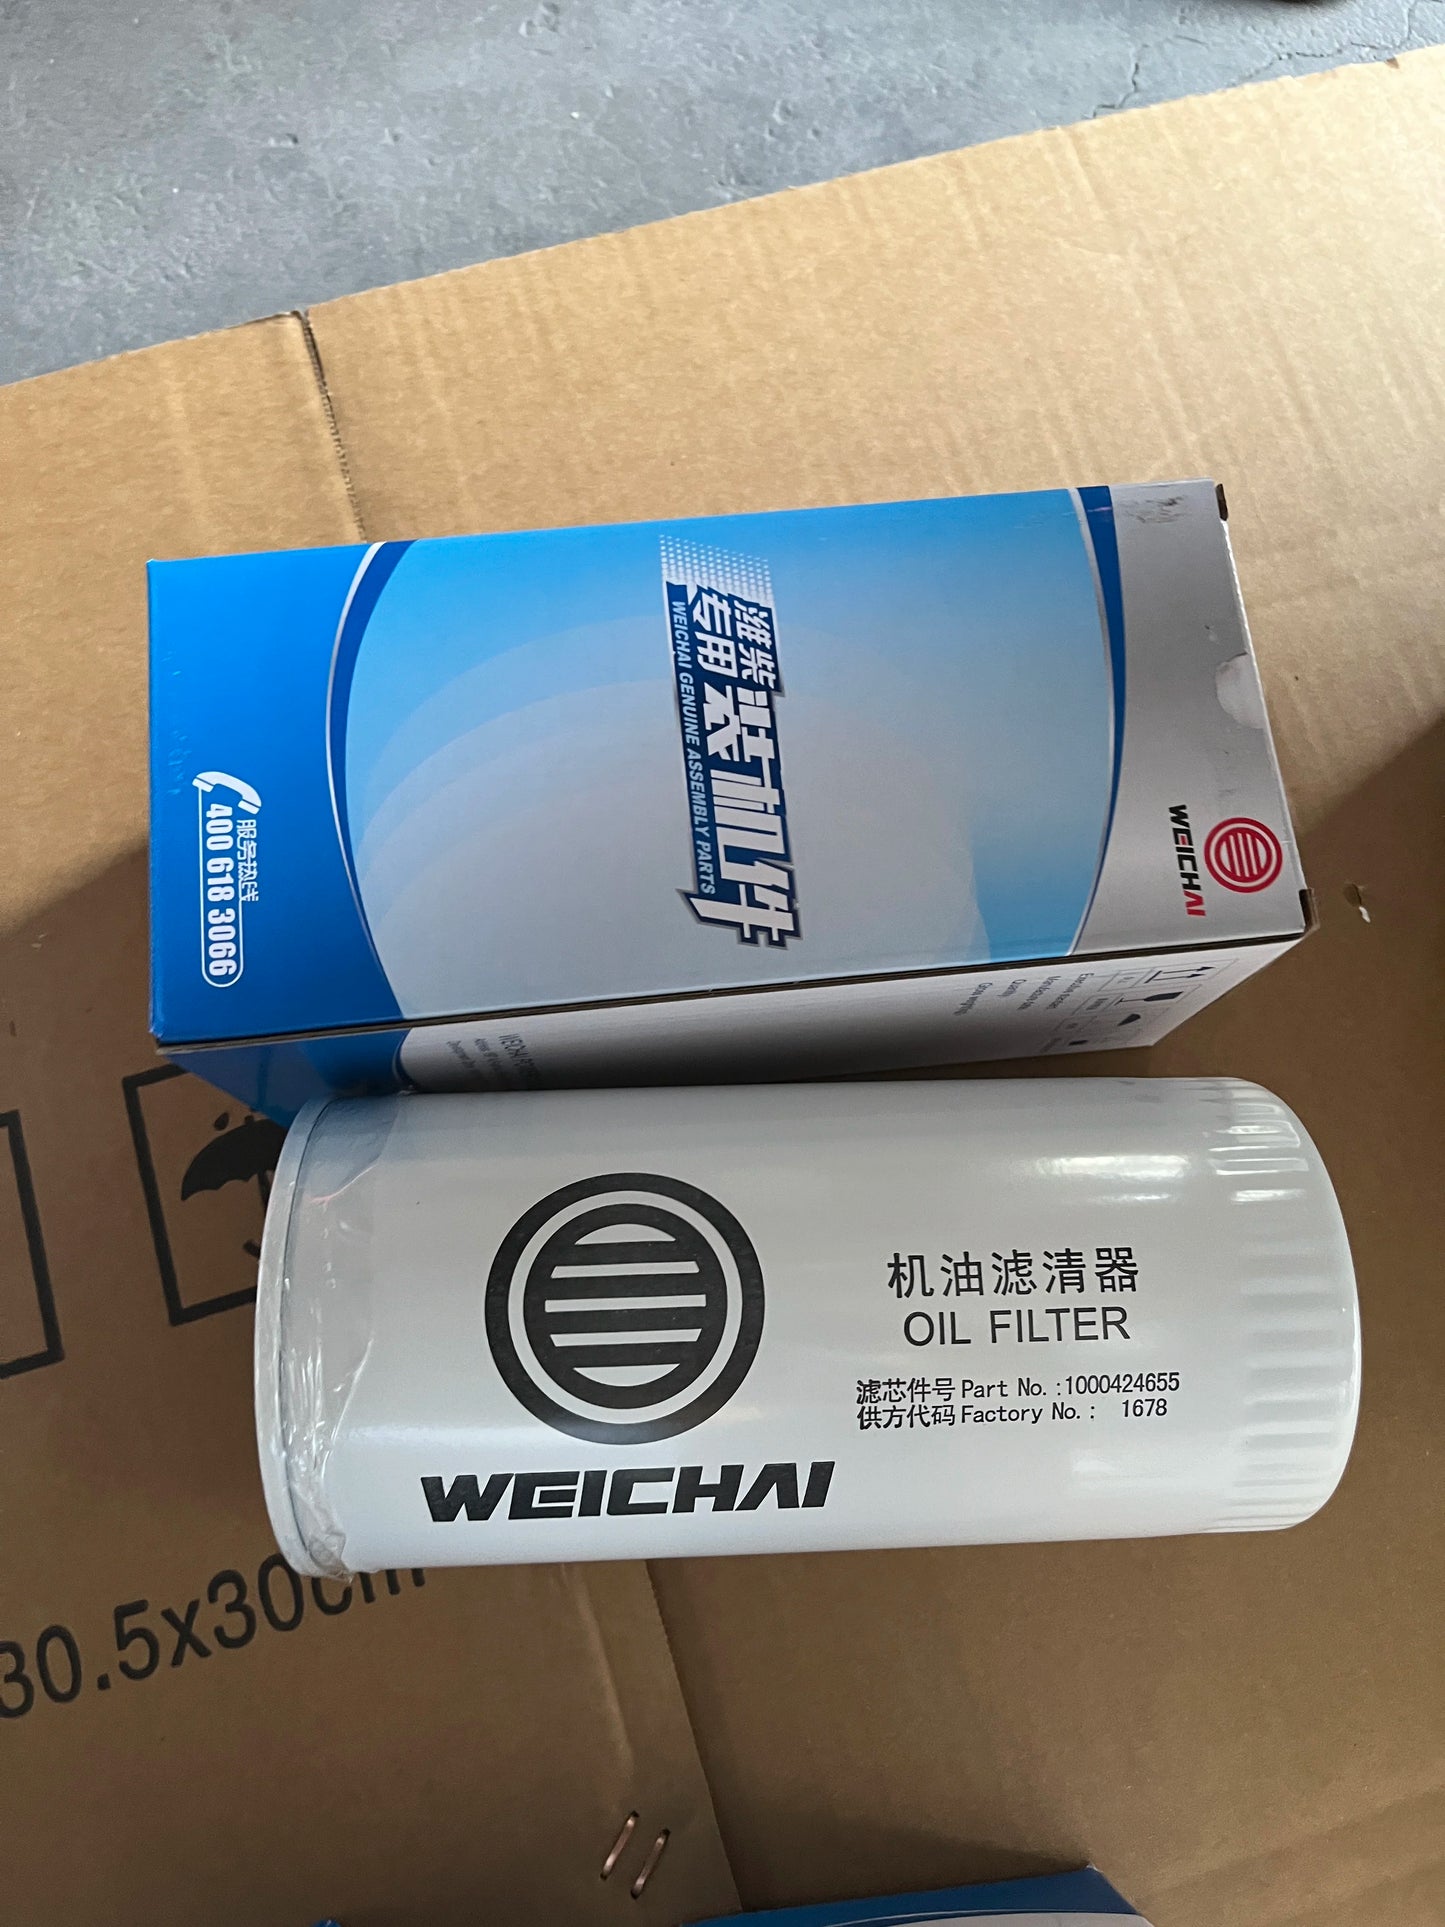 潍柴
专用
装机件
WEICHAI GENUINE ASSEMBLY PARTS
WEICHAI
服务热线
400 618 3066
WEICHAI
机油滤清器
OIL FILTER
滤芯件号 Part No.:1000424655
供方代码 Factory No.: 1678
WEICHAI
30.5x30cm